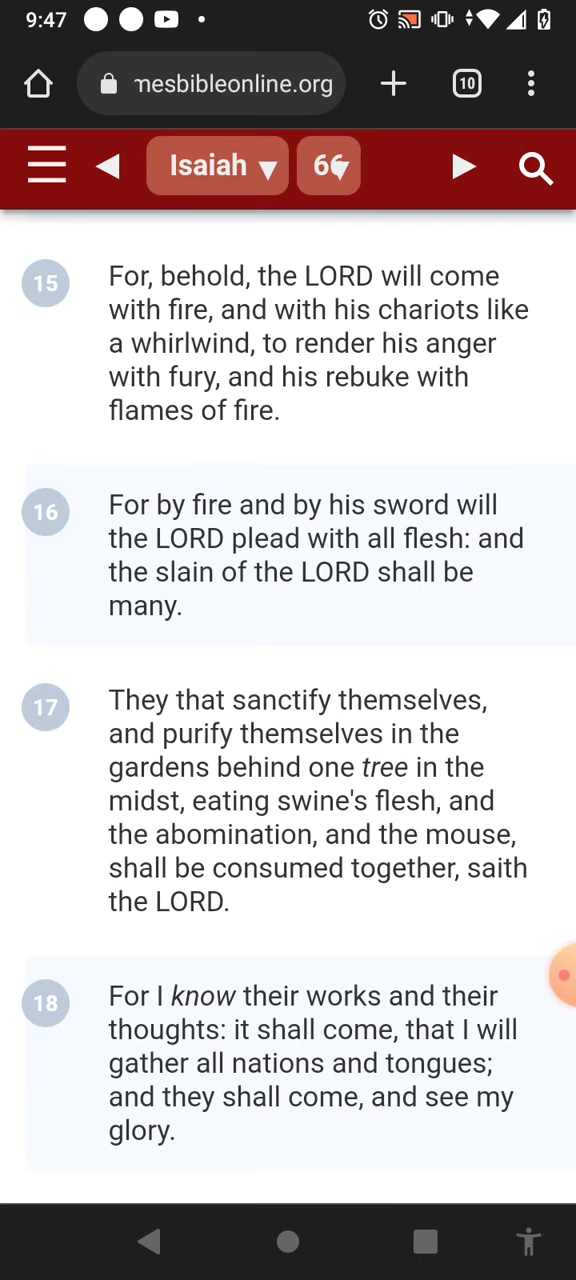 9:47
mesbibleonline.org
10
Isaiah
66
15
For, behold, the LORD will come
with fire, and with his chariots like
a whirlwind, to render his anger
with fury, and his rebuke with
flames of fire.
16
For by fire and by his sword will
the LORD plead with all flesh: and
the slain of the LORD shall be
many.
17
They that sanctify themselves,
and purify themselves in the
gardens behind one tree in the
midst, eating swine's flesh, and
the abomination, and the mouse,
shall be consumed together, saith
the LORD.
18
For I know their works and their
thoughts: it shall come, that I will
gather all nations and tongues;
and they shall come, and see my
glory.